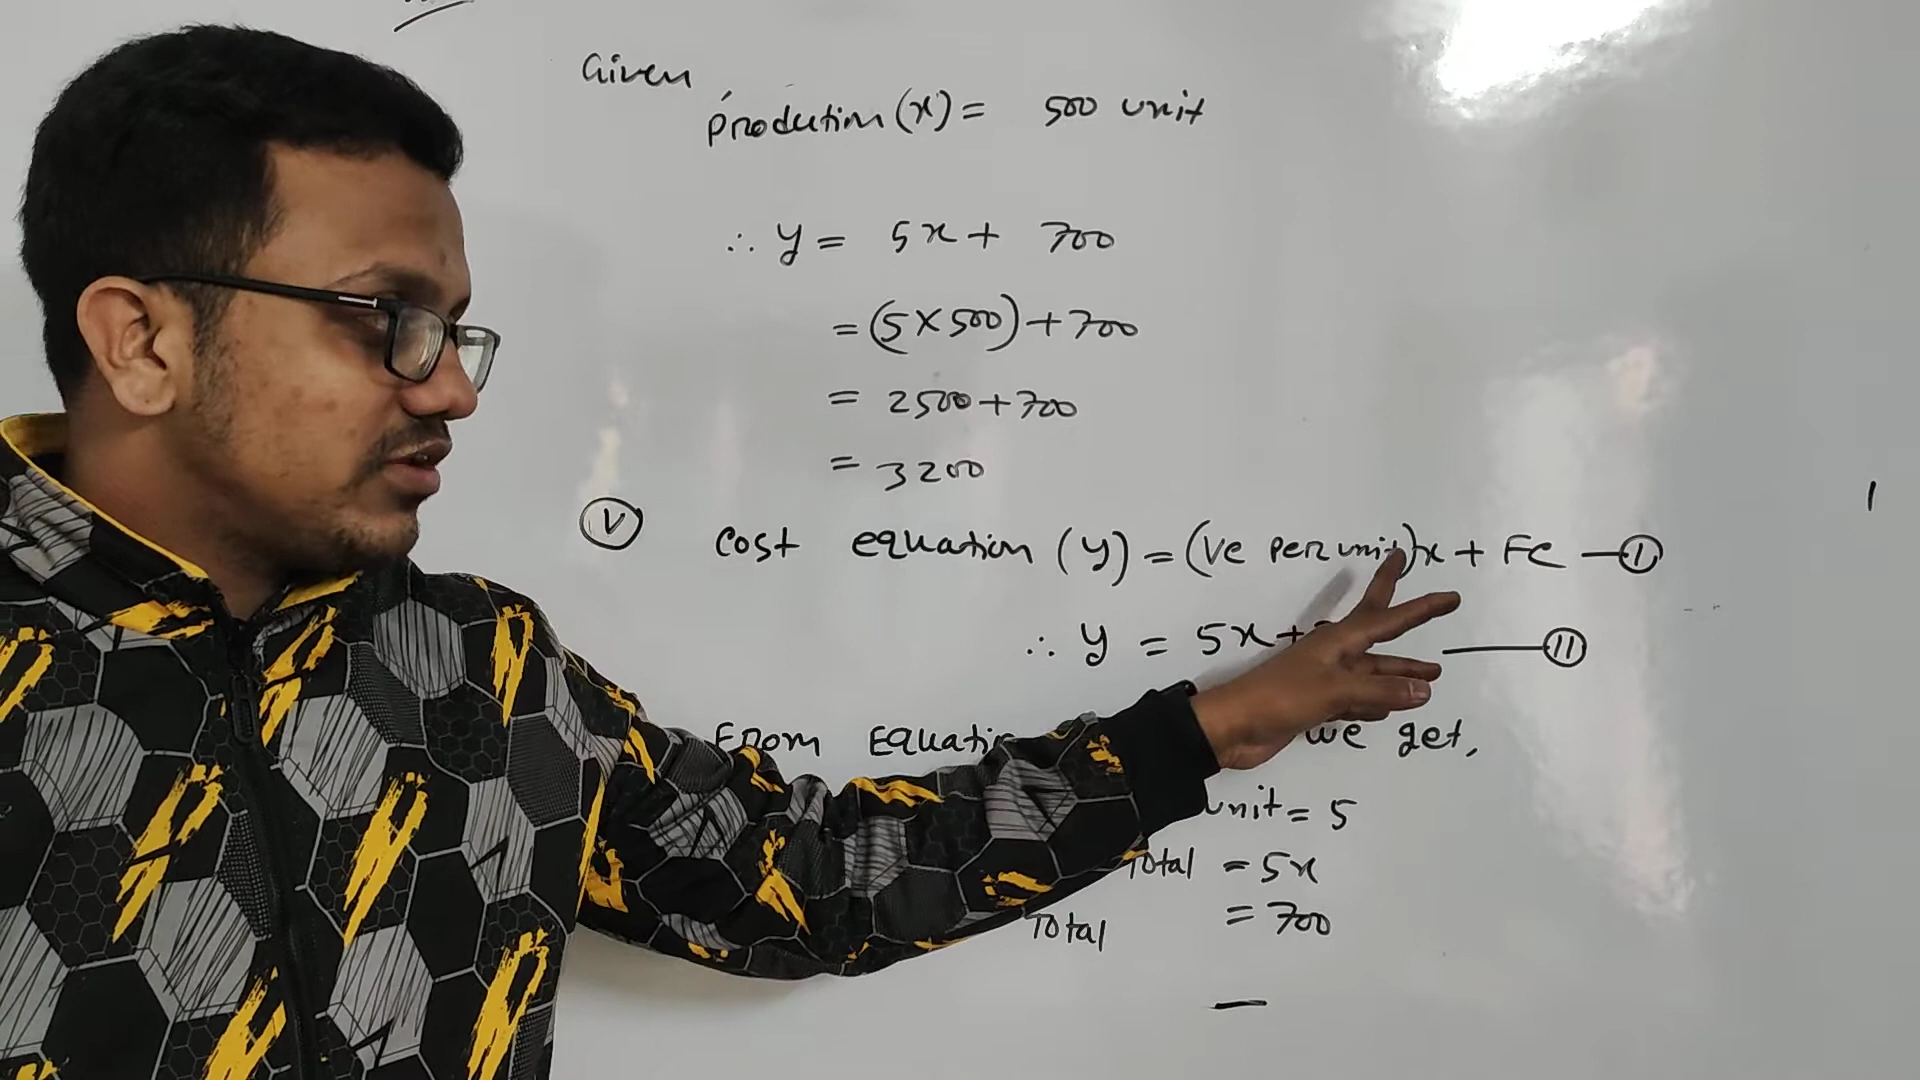 Given
Prodution (x) = 500 unit
∴ y = 5x + 700
= (5 × 500) + 700
= 2500 + 700
= 3200
(V) Cost equation (y) = (Ve per unit)x + FC — (I)
∴ y = 5x + — (II)
From we get,
unit = 5
Total = 5x
Total = 700